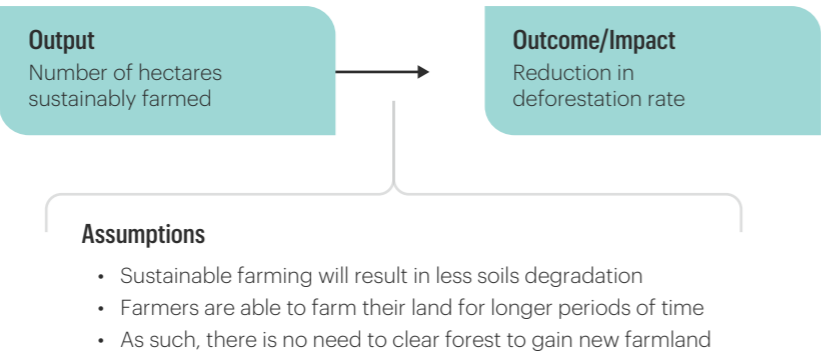 Output
Number of hectares
sustainably farmed
Outcome/Impact
Reduction in
deforestation rate
Assumptions
• Sustainable farming will result in less soils degradation
• Farmers are able to farm their land for longer periods of time
• As such, there is no need to clear forest to gain new farmland